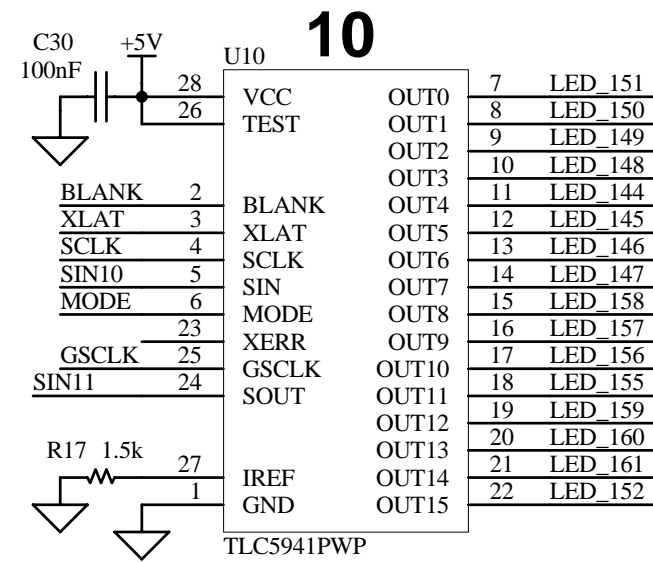 10
C30 +5V
100nF
U10
28 VCC OUT0 7 LED_151
26 TEST OUT1 8 LED_150
OUT2 9 LED_149
OUT3 10 LED_148
BLANK 2 BLANK OUT4 11 LED_144
XLAT 3 XLAT OUT5 12 LED_145
SCLK 4 SCLK OUT6 13 LED_146
SIN10 5 SIN OUT7 14 LED_147
MODE 6 MODE OUT8 15 LED_158
23 XERR OUT9 16 LED_157
GSCLK 25 GSCLK OUT10 17 LED_156
SIN11 24 SOUT OUT11 18 LED_155
OUT12 19 LED_159
OUT13 20 LED_160
R17 1.5k 27 IREF OUT14 21 LED_161
1 GND OUT15 22 LED_152
TLC5941PWP